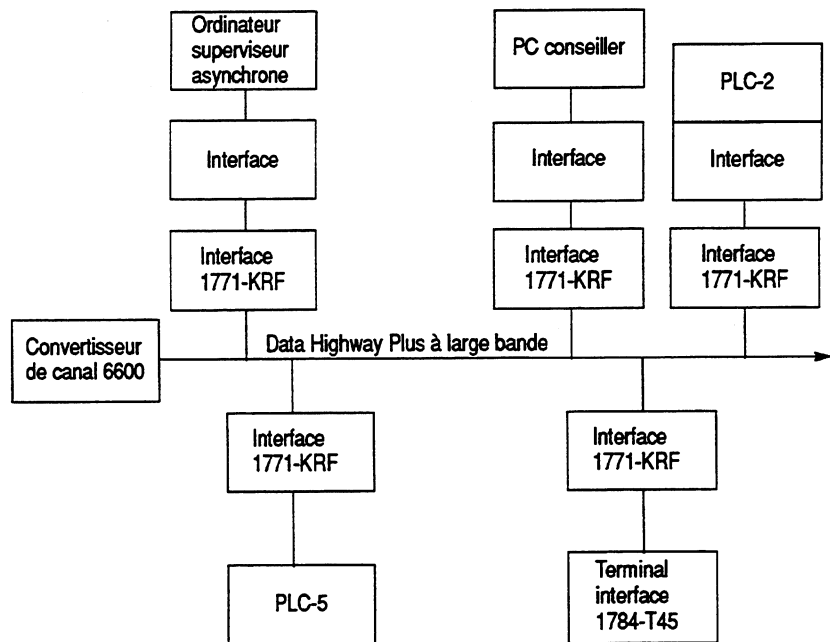 Ordinateur
superviseur
asynchrone
PC conseiller
PLC-2
Interface
Interface
Interface
Interface
1771-KRF
Interface
1771-KRF
Interface
1771-KRF
Convertisseur
de canal 6600
Data Highway Plus à large bande
Interface
1771-KRF
Interface
1771-KRF
PLC-5
Terminal
interface
1784-T45